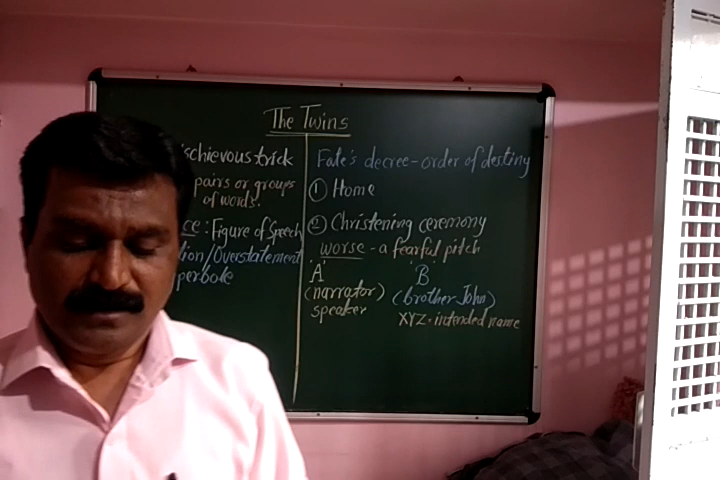 The Twins
schievous trick
pairs or groups
of words.
ce: Figure of Speech
tion/Overstatement
perbole
Fate's decree - order of destiny
① Home
② Christening ceremony
worse - a fearful pitch
A B
(narrator) (brother John)
speaker XYZ = intended name